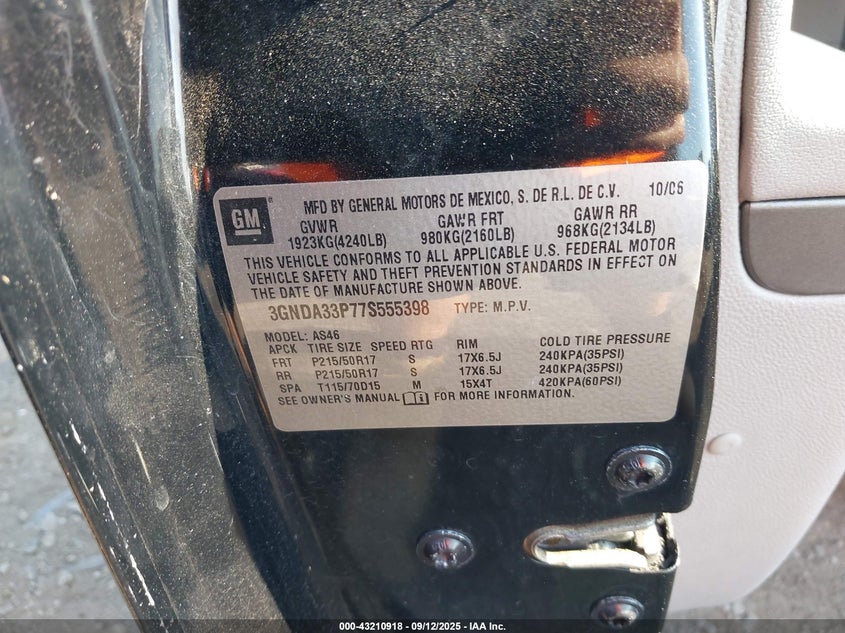 GM
MFD BY GENERAL MOTORS DE MEXICO, S. DE R.L. DE C.V. 10/06
GVWR GAWR FRT GAWR RR
1923KG(4240LB) 980KG(2160LB) 968KG(2134LB)
THIS VEHICLE CONFORMS TO ALL APPLICABLE U.S. FEDERAL MOTOR
VEHICLE SAFETY AND THEFT PREVENTION STANDARDS IN EFFECT ON
THE DATE OF MANUFACTURE SHOWN ABOVE.
3GNDA33P77S555398 TYPE: M.P.V.
MODEL: AS46
APCK TIRE SIZE SPEED RTG RIM COLD TIRE PRESSURE
FRT P215/50R17 S 17X6.5J 240KPA(35PSI)
RR P215/50R17 S 17X6.5J 240KPA(35PSI)
SPA T115/70D15 M 15X4T 420KPA(60PSI)
SEE OWNER'S MANUAL FOR MORE INFORMATION.
000-43210918 - 09/12/2025 - IAA Inc.